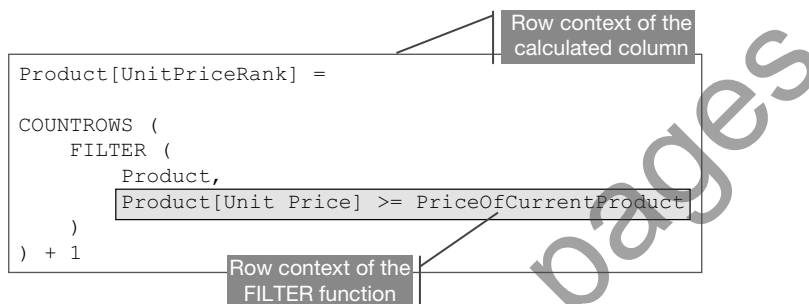 Row context of the
calculated column
Product[UnitPriceRank] =
COUNTROWS (
FILTER (
Product,
Product[Unit Price] >= PriceOfCurrentProduct
)
) + 1
Row context of the
FILTER function
pages